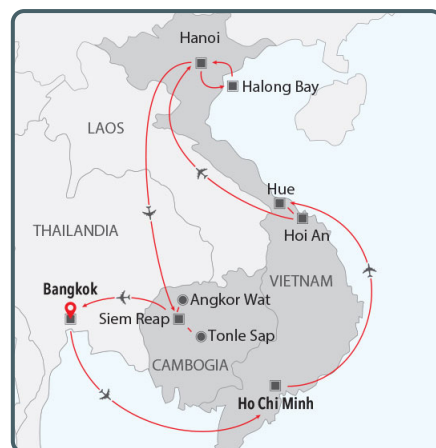 Hanoi
Halong Bay
LAOS
Hue
THAILANDIA
Hoi An
VIETNAM
Bangkok
Angkor Wat
Siem Reap
Tonle Sap
CAMBOGIA
Ho Chi Minh